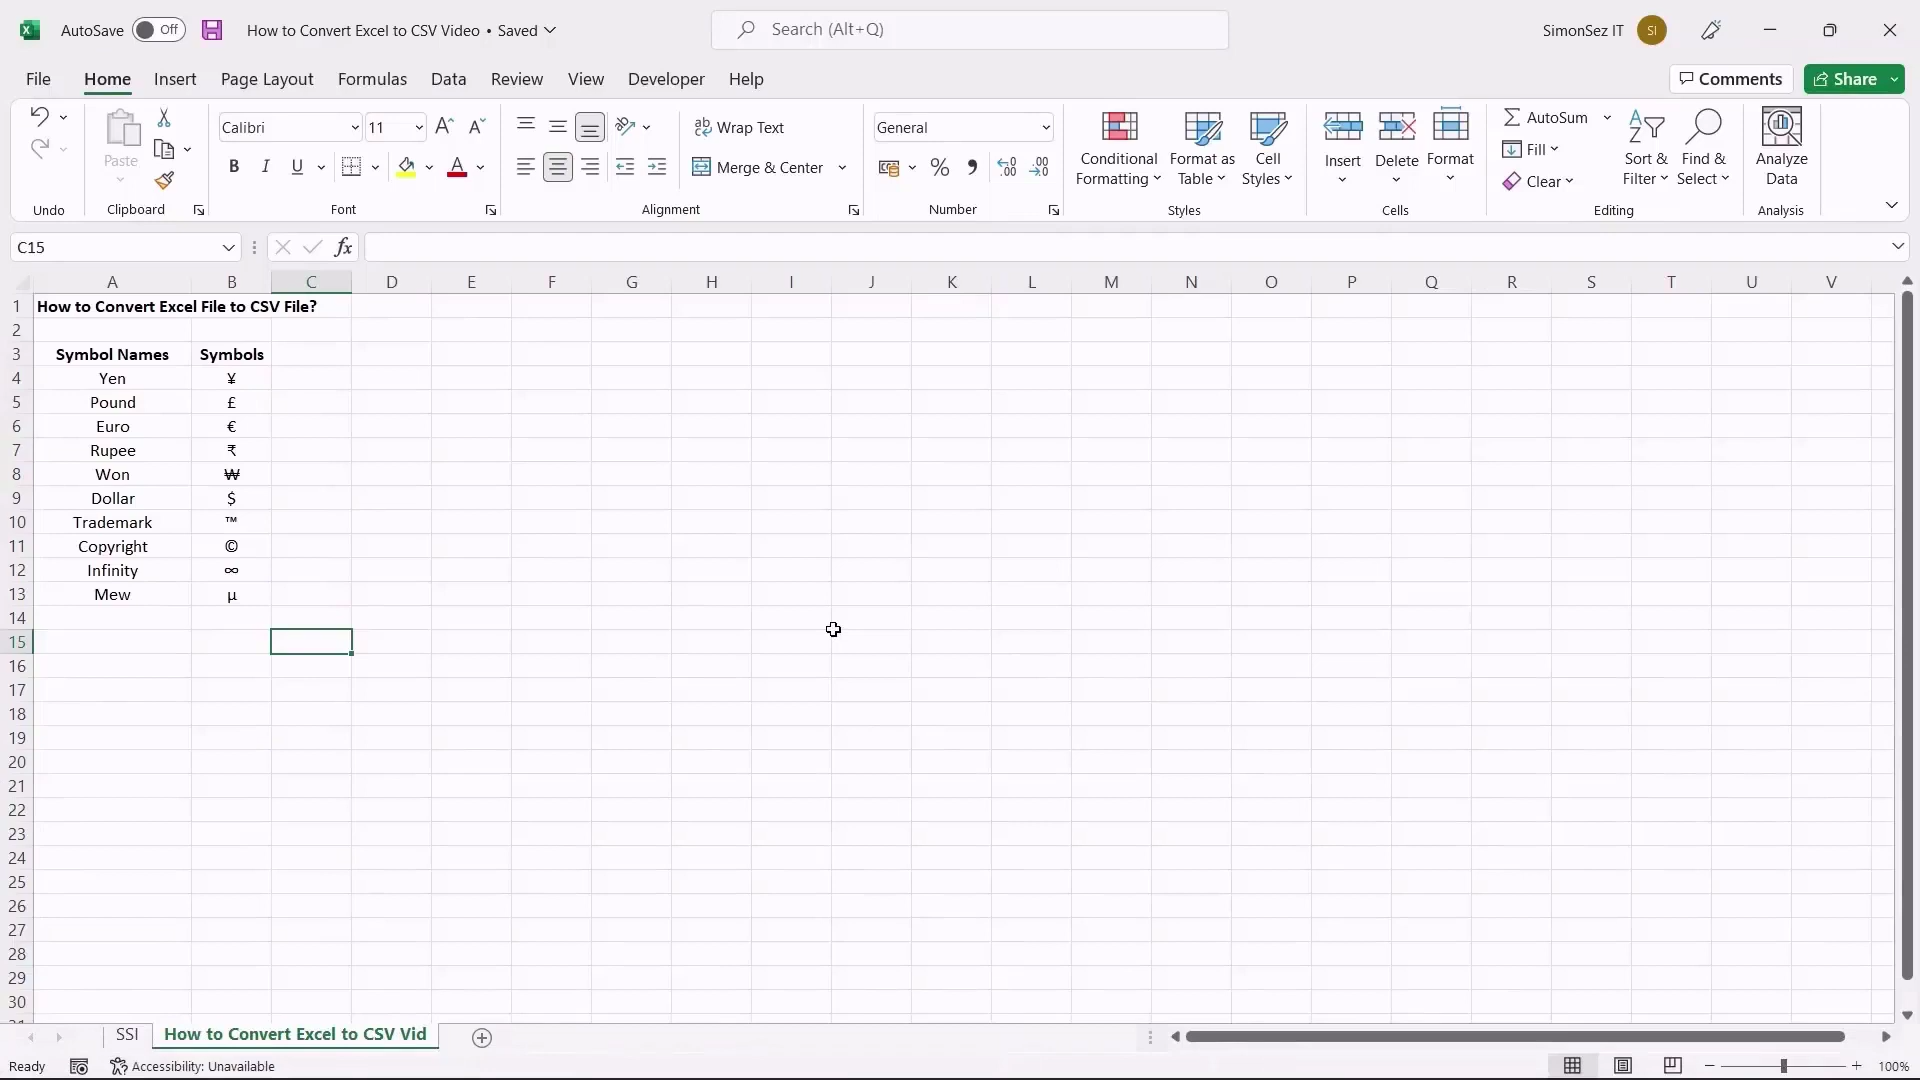 AutoSave Off How to Convert Excel to CSV Video • Saved Search (Alt+Q) SimonSez IT SI
File Home Insert Page Layout Formulas Data Review View Developer Help Comments Share
Calibri 11 Wrap Text General
Paste Merge & Center Conditional Formatting Format as Table Cell Styles Insert Delete Format AutoSum Fill Clear Sort & Filter Find & Select Analyze Data
Undo Clipboard Font Alignment Number Styles Cells Editing Analysis
C15 fx
A B C D E F G H I J K L M N O P Q R S T U V
1 How to Convert Excel File to CSV File?
2
3 Symbol Names Symbols
4 Yen ¥
5 Pound £
6 Euro €
7 Rupee ₹
8 Won ₩
9 Dollar $
10 Trademark ™
11 Copyright ©
12 Infinity ∞
13 Mew µ
14
15
16
17
18
19
20
21
22
23
24
25
26
27
28
29
30
SSI How to Convert Excel to CSV Vid
Ready Accessibility: Unavailable 100%